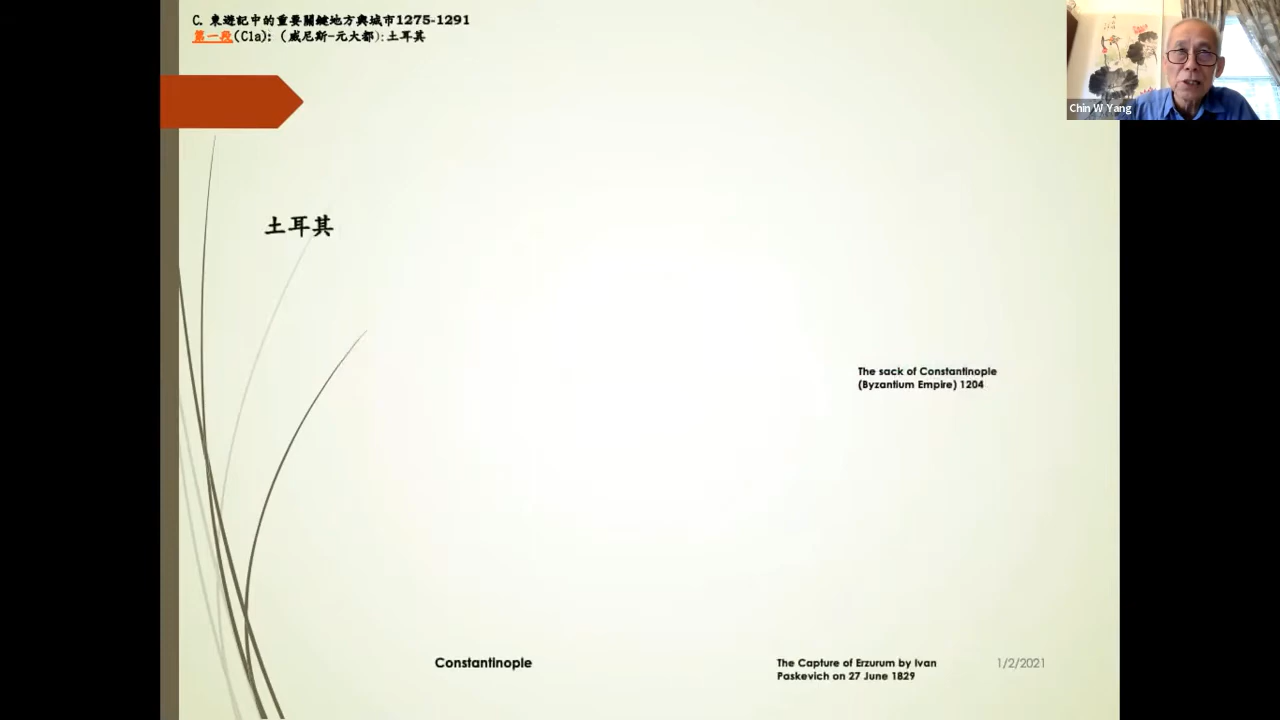 C. 東遊記中的重要關鍵地方與城市1275-1291
第一段(C1a): (威尼斯-元大都):土耳其
Chin W Yang
土耳其
The sack of Constantinople
(Byzantium Empire) 1204
Constantinople
The Capture of Erzurum by Ivan
Paskevich on 27 June 1829
1/2/2021